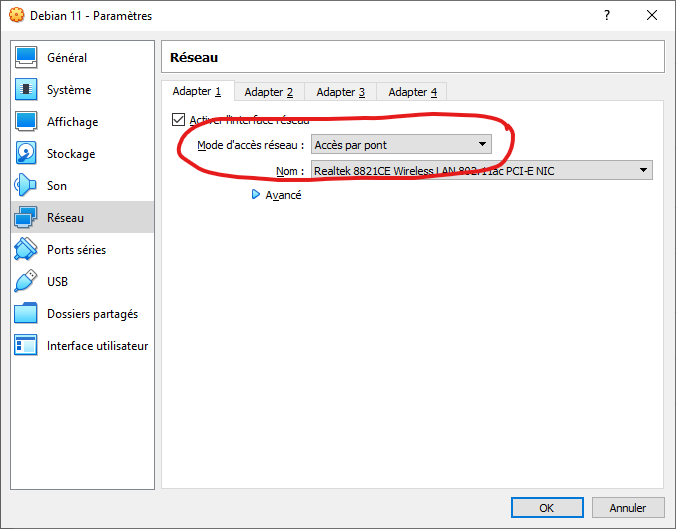 Debian 11 - Paramètres
Général
Système
Affichage
Stockage
Son
Réseau
Ports séries
USB
Dossiers partagés
Interface utilisateur
Réseau
Adapter 1 Adapter 2 Adapter 3 Adapter 4
Activer l'interface réseau
Mode d'accès réseau : Accès par pont
Nom : Realtek 8821CE Wireless LAN 802.11ac PCI-E NIC
Avancé
OK Annuler